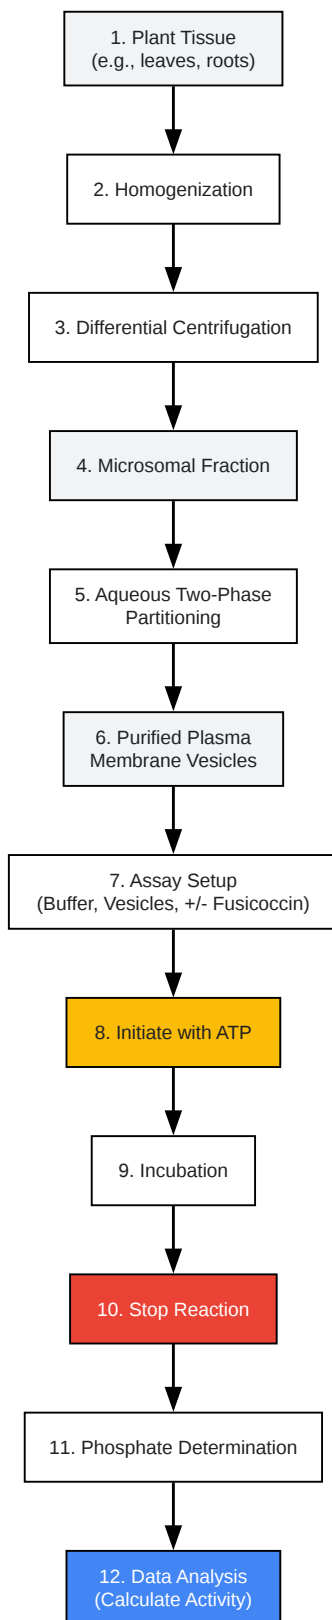 1. Plant Tissue
(e.g., leaves, roots)
2. Homogenization
3. Differential Centrifugation
4. Microsomal Fraction
5. Aqueous Two-Phase
Partitioning
6. Purified Plasma
Membrane Vesicles
7. Assay Setup
(Buffer, Vesicles, +/- Fusicoccin)
8. Initiate with ATP
9. Incubation
10. Stop Reaction
11. Phosphate Determination
12. Data Analysis
(Calculate Activity)